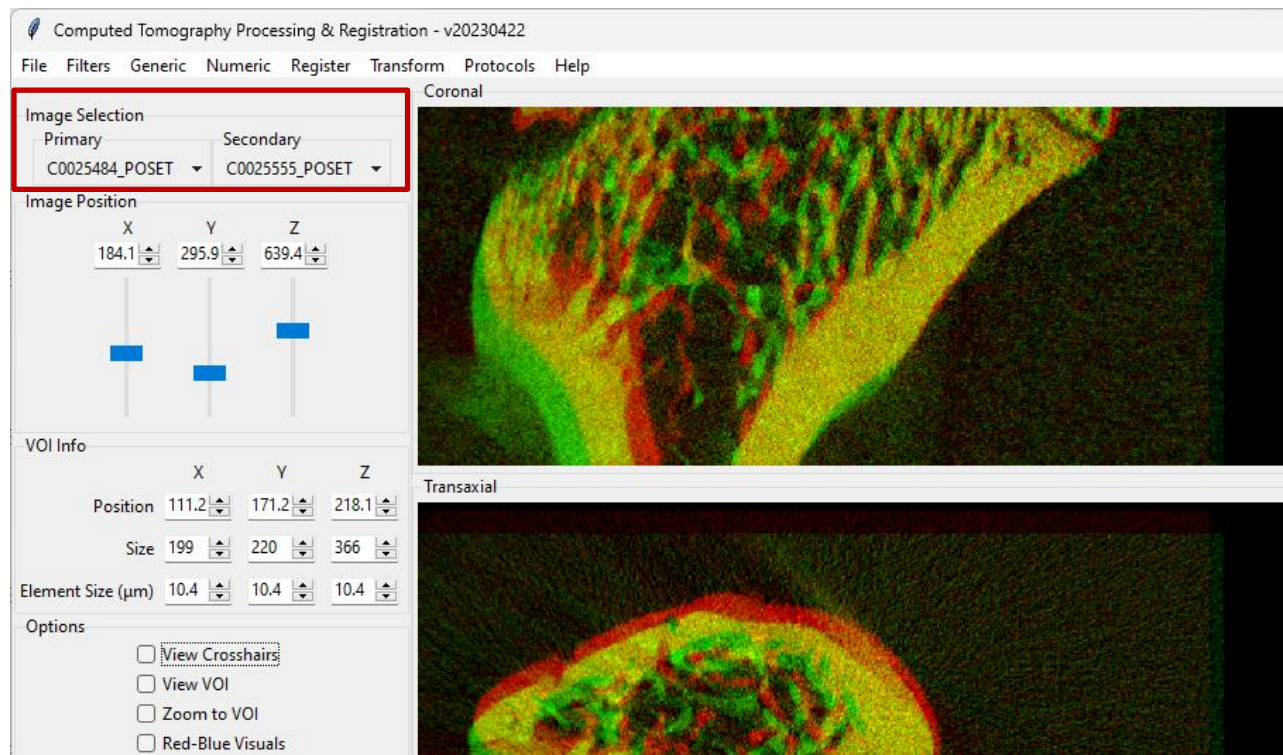 Computed Tomography Processing & Registration - v20230422
File Filters Generic Numeric Register Transform Protocols Help
Image Selection
Primary Secondary
C0025484_POSET C0025555_POSET
Image Position
X Y Z
184.1 295.9 639.4
VOI Info
X Y Z
Position 111.2 171.2 218.1
Size 199 220 366
Element Size (µm) 10.4 10.4 10.4
Options
View Crosshairs
View VOI
Zoom to VOI
Red-Blue Visuals
Coronal
Transaxial